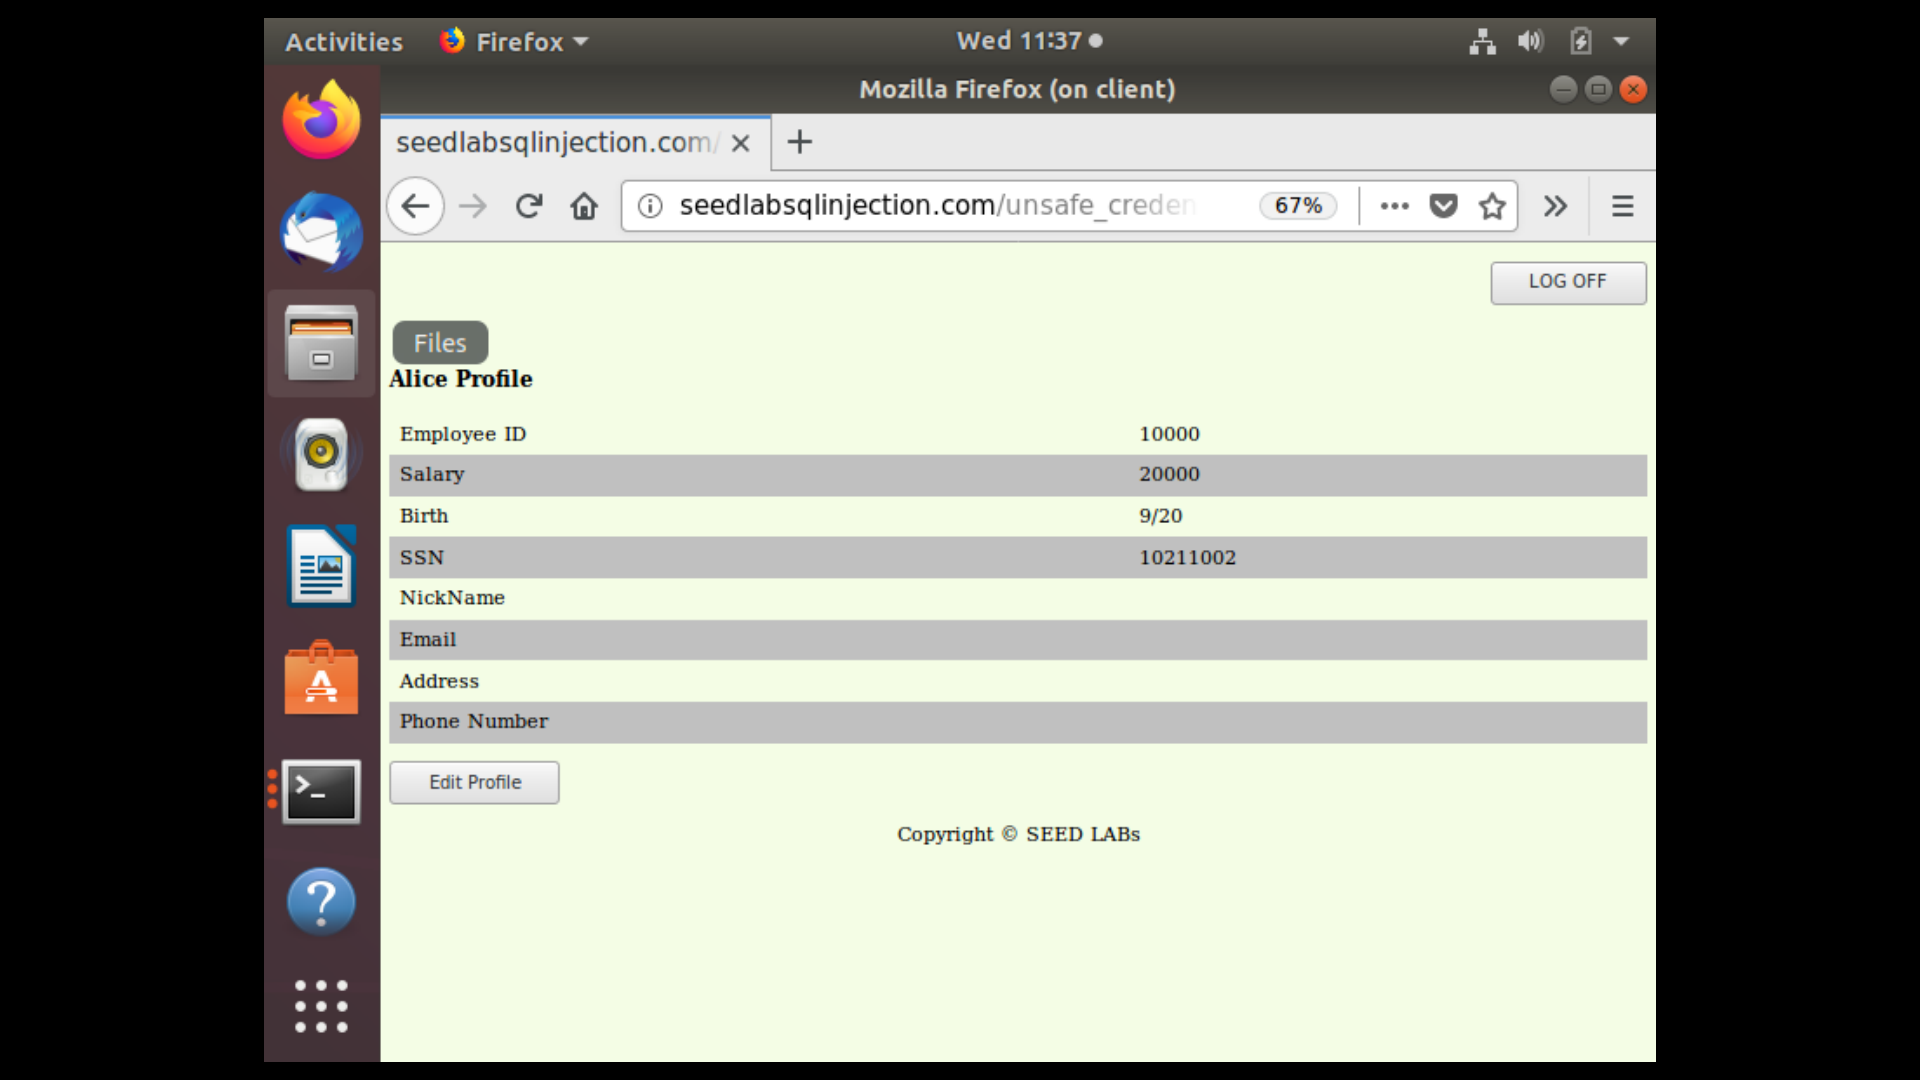 Activities Firefox Wed 11:37
Mozilla Firefox (on client)
seedlabsqlinjection.com/
seedlabsqlinjection.com/unsafe_creden 67%
LOG OFF
Files
Alice Profile
Employee ID 10000
Salary 20000
Birth 9/20
SSN 10211002
NickName
Email
Address
Phone Number
Edit Profile
Copyright © SEED LABs